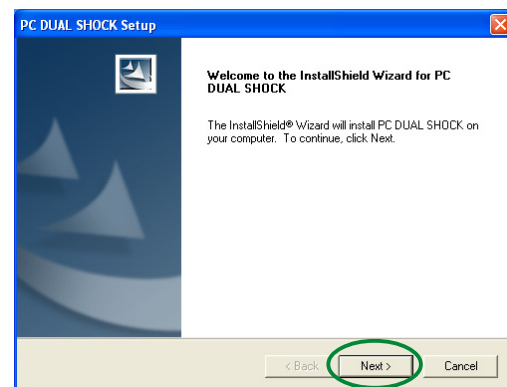 PC DUAL SHOCK Setup
Welcome to the InstallShield Wizard for PC
DUAL SHOCK
The InstallShield® Wizard will install PC DUAL SHOCK on
your computer. To continue, click Next.
< Back
Next >
Cancel